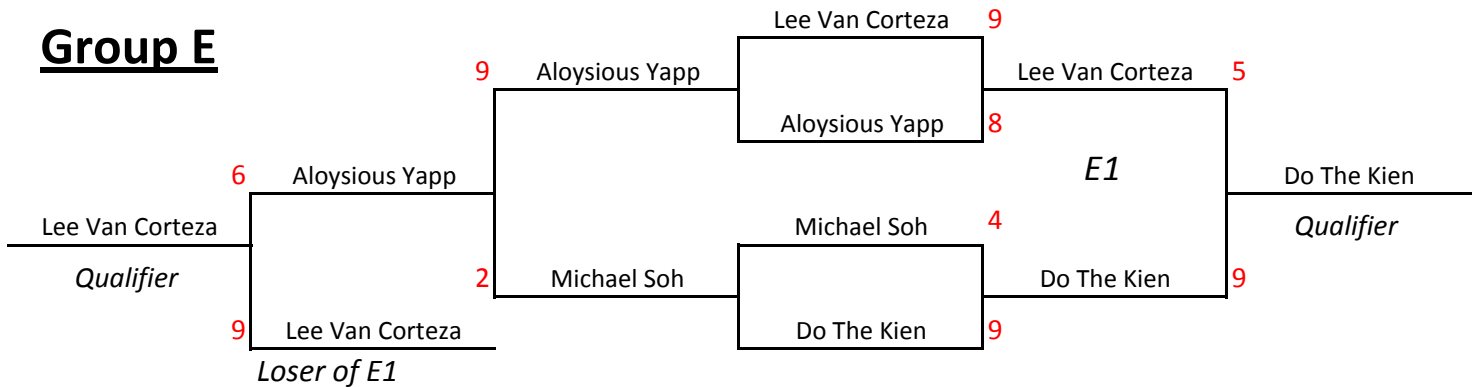 Group E
Lee Van Corteza 9
9 Aloysious Yapp
Lee Van Corteza 5
Aloysious Yapp 8
6 Aloysious Yapp
E1
Do The Kien
Lee Van Corteza
Michael Soh 4
Qualifier
Qualifier
2 Michael Soh
Do The Kien 9
9 Lee Van Corteza
Do The Kien 9
Loser of E1